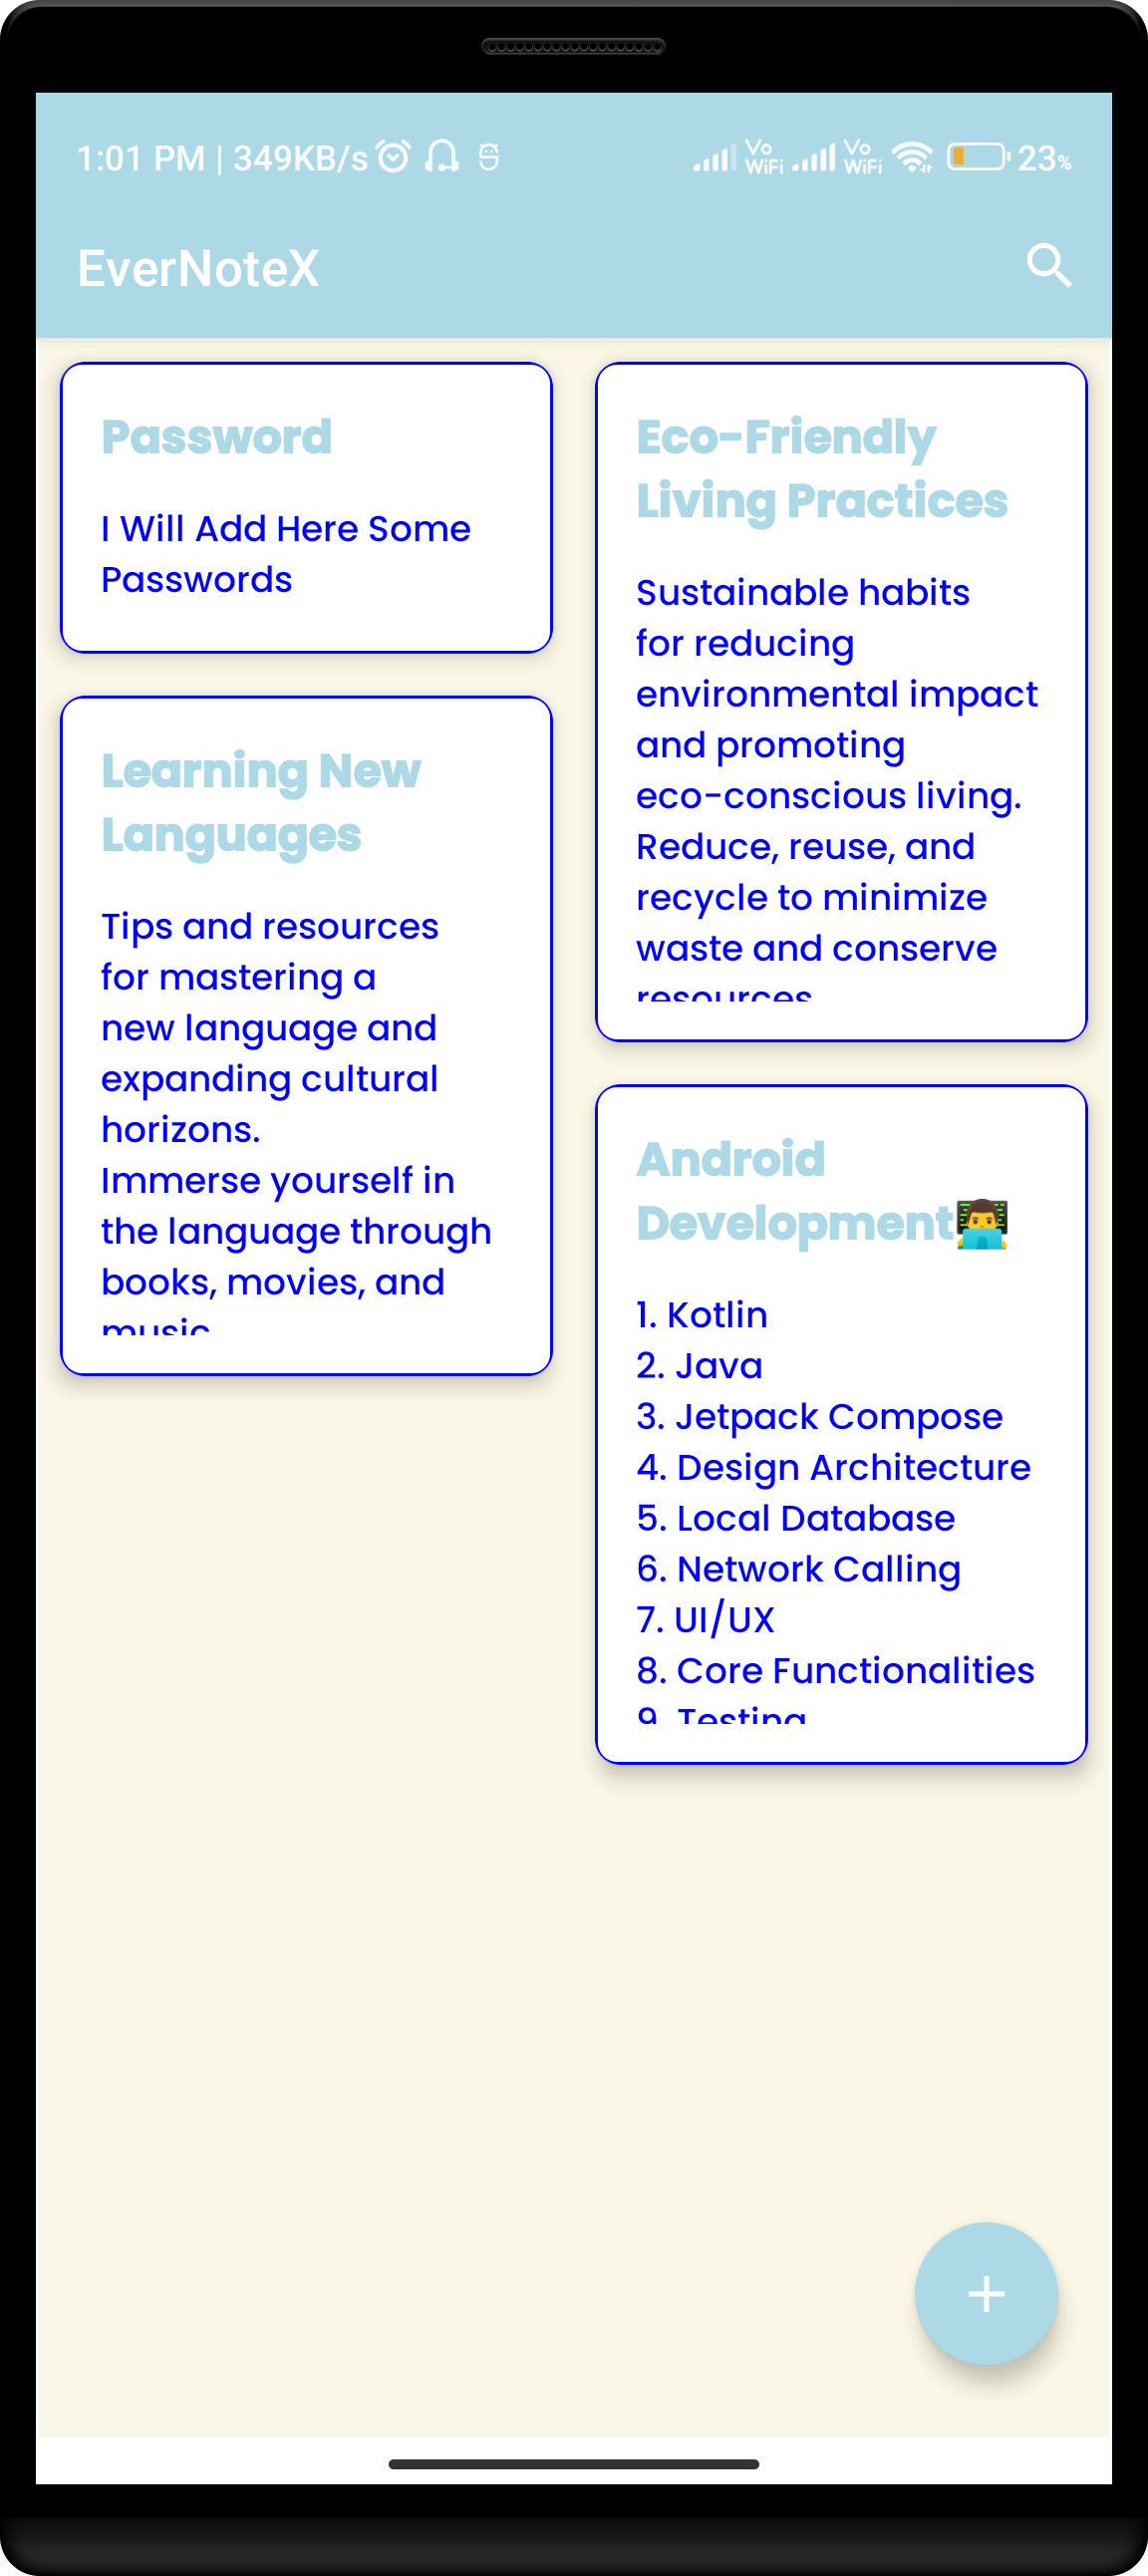 1:01 PM | 349KB/s
Vo WiFi Vo WiFi 23%
EverNoteX
Password
I Will Add Here Some
Passwords
Learning New
Languages
Tips and resources
for mastering a
new language and
expanding cultural
horizons.
Immerse yourself in
the language through
books, movies, and
music
Eco-Friendly
Living Practices
Sustainable habits
for reducing
environmental impact
and promoting
eco-conscious living.
Reduce, reuse, and
recycle to minimize
waste and conserve
resources
Android
Development👨‍💻
1. Kotlin
2. Java
3. Jetpack Compose
4. Design Architecture
5. Local Database
6. Network Calling
7. UI/UX
8. Core Functionalities
9. Testing